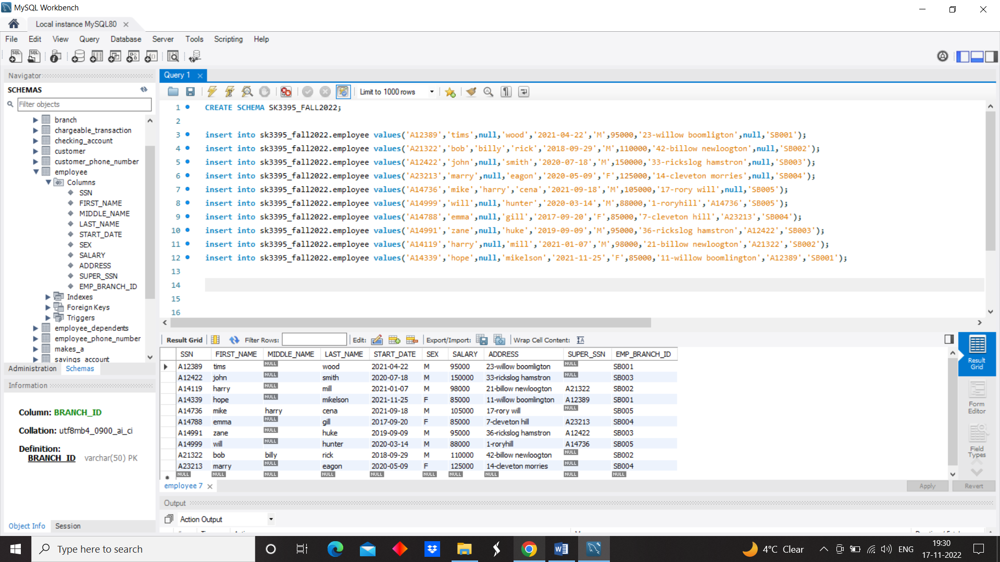 MySQL Workbench
Local instance MySQL80
File Edit View Query Database Server Tools Scripting Help
Navigator
SCHEMAS
Filter objects
branch
chargeable_transaction
checking_account
customer
customer_phone_number
employee
Columns
SSN
FIRST_NAME
MIDDLE_NAME
LAST_NAME
START_DATE
SEX
SALARY
ADDRESS
SUPER_SSN
EMP_BRANCH_ID
Indexes
Foreign Keys
Triggers
employee_dependents
employee_phone_number
makes_a
savings_account
Administration Schemas
Information
Column: BRANCH_ID
Collation: utf8mb4_0900_ai_ci
Definition:
BRANCH_ID varchar(50) PK
Object Info Session
Query 1
Limit to 1000 rows
1 CREATE SCHEMA SK3395_FALL2022;
2
3 insert into sk3395_fall2022.employee values('A12389','tims',null,'wood','2021-04-22','M',95000,'23-willow boomligton',null,'SB001');
4 insert into sk3395_fall2022.employee values('A21322','bob','billy','rick','2018-09-29','M',110000,'42-billow newloogton',null,'SB002');
5 insert into sk3395_fall2022.employee values('A12422','john',null,'smith','2020-07-18','M',150000,'33-rickslog hamstron',null,'SB003');
6 insert into sk3395_fall2022.employee values('A23213','marry',null,'eagon','2020-05-09','F',125000,'14-cleveton morries',null,'SB004');
7 insert into sk3395_fall2022.employee values('A14736','mike','harry','cena','2021-09-18','M',105000,'17-rory will',null,'SB005');
8 insert into sk3395_fall2022.employee values('A14999','will',null,'hunter','2020-03-14','M',88000,'1-roryhill','A14736','SB005');
9 insert into sk3395_fall2022.employee values('A14788','emma',null,'gill','2017-09-20','F',85000,'7-cleveton hill','A23213','SB004');
10 insert into sk3395_fall2022.employee values('A14991','zane',null,'huke','2019-09-09','M',95000,'36-rickslog hamstron','A12422','SB003');
11 insert into sk3395_fall2022.employee values('A14119','harry',null,'mill','2021-01-07','M',98000,'21-billow newloogton','A21322','SB002');
12 insert into sk3395_fall2022.employee values('A14339','hope',null,'mikelson','2021-11-25','F',85000,'11-willow boomlington','A12389','SB001');
13
14
15
16
Result Grid Filter Rows: Edit: Export/Import: Wrap Cell Content:
SSN FIRST_NAME MIDDLE_NAME LAST_NAME START_DATE SEX SALARY ADDRESS SUPER_SSN EMP_BRANCH_ID
A12389 tims NULL wood 2021-04-22 M 95000 23-willow boomligton NULL SB001
A12422 john NULL smith 2020-07-18 M 150000 33-rickslog hamstron NULL SB003
A14119 harry NULL mill 2021-01-07 M 98000 21-billow newloogton A21322 SB002
A14339 hope NULL mikelson 2021-11-25 F 85000 11-willow boomlington A12389 SB001
A14736 mike harry cena 2021-09-18 M 105000 17-rory will NULL SB005
A14788 emma NULL gill 2017-09-20 F 85000 7-cleveton hill A23213 SB004
A14991 zane NULL huke 2019-09-09 M 95000 36-rickslog hamstron A12422 SB003
A14999 will NULL hunter 2020-03-14 M 88000 1-roryhill A14736 SB005
A21322 bob billy rick 2018-09-29 M 110000 42-billow newloogton NULL SB002
A23213 marry NULL eagon 2020-05-09 F 125000 14-cleveton morries NULL SB004
NULL NULL NULL NULL NULL NULL NULL NULL NULL NULL
Result Grid
Form Editor
Field Types
employee 7
Apply Revert
Output
Action Output
Type here to search
4°C Clear
ENG
19:30
17-11-2022